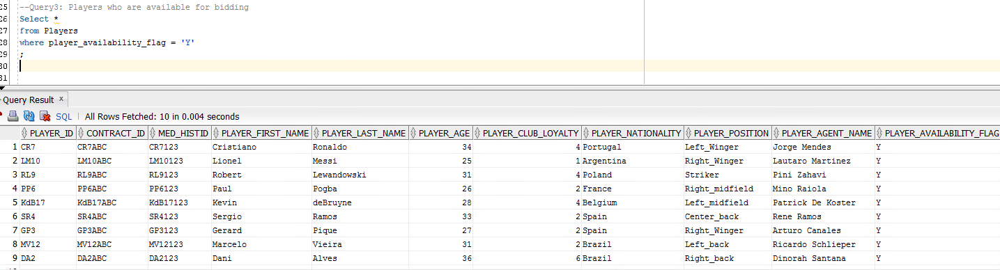 25 --Query3: Players who are available for bidding
26 Select *
27 from Players
28 where player_availability_flag = 'Y'
29 ;
30
31
Query Result x
SQL | All Rows Fetched: 10 in 0.004 seconds
PLAYER_ID CONTRACT_ID MED_HISTID PLAYER_FIRST_NAME PLAYER_LAST_NAME PLAYER_AGE PLAYER_CLUB_LOYALTY PLAYER_NATIONALITY PLAYER_POSITION PLAYER_AGENT_NAME PLAYER_AVAILABILITY_FLAG
1 CR7 CR7ABC CR7123 Cristiano Ronaldo 34 4 Portugal Left_Winger Jorge Mendes Y
2 LM10 LM10ABC LM10123 Lionel Messi 25 1 Argentina Right_Winger Lautaro Martinez Y
3 RL9 RL9ABC RL9123 Robert Lewandowski 31 4 Poland Striker Pini Zahavi Y
4 PP6 PP6ABC PP6123 Paul Pogba 26 2 France Right_midfield Mino Raiola Y
5 KdB17 KdB17ABC KdB17123 Kevin deBruyne 28 4 Belgium Left_midfield Patrick De Koster Y
6 SR4 SR4ABC SR4123 Sergio Ramos 33 2 Spain Center_back Rene Ramos Y
7 GP3 GP3ABC GP3123 Gerard Pique 27 2 Spain Right_Winger Arturo Canales Y
8 MV12 MV12ABC MV12123 Marcelo Vieira 31 2 Brazil Left_back Ricardo Schlieper Y
9 DA2 DA2ABC DA2123 Dani Alves 36 6 Brazil Right_back Dinorah Santana Y